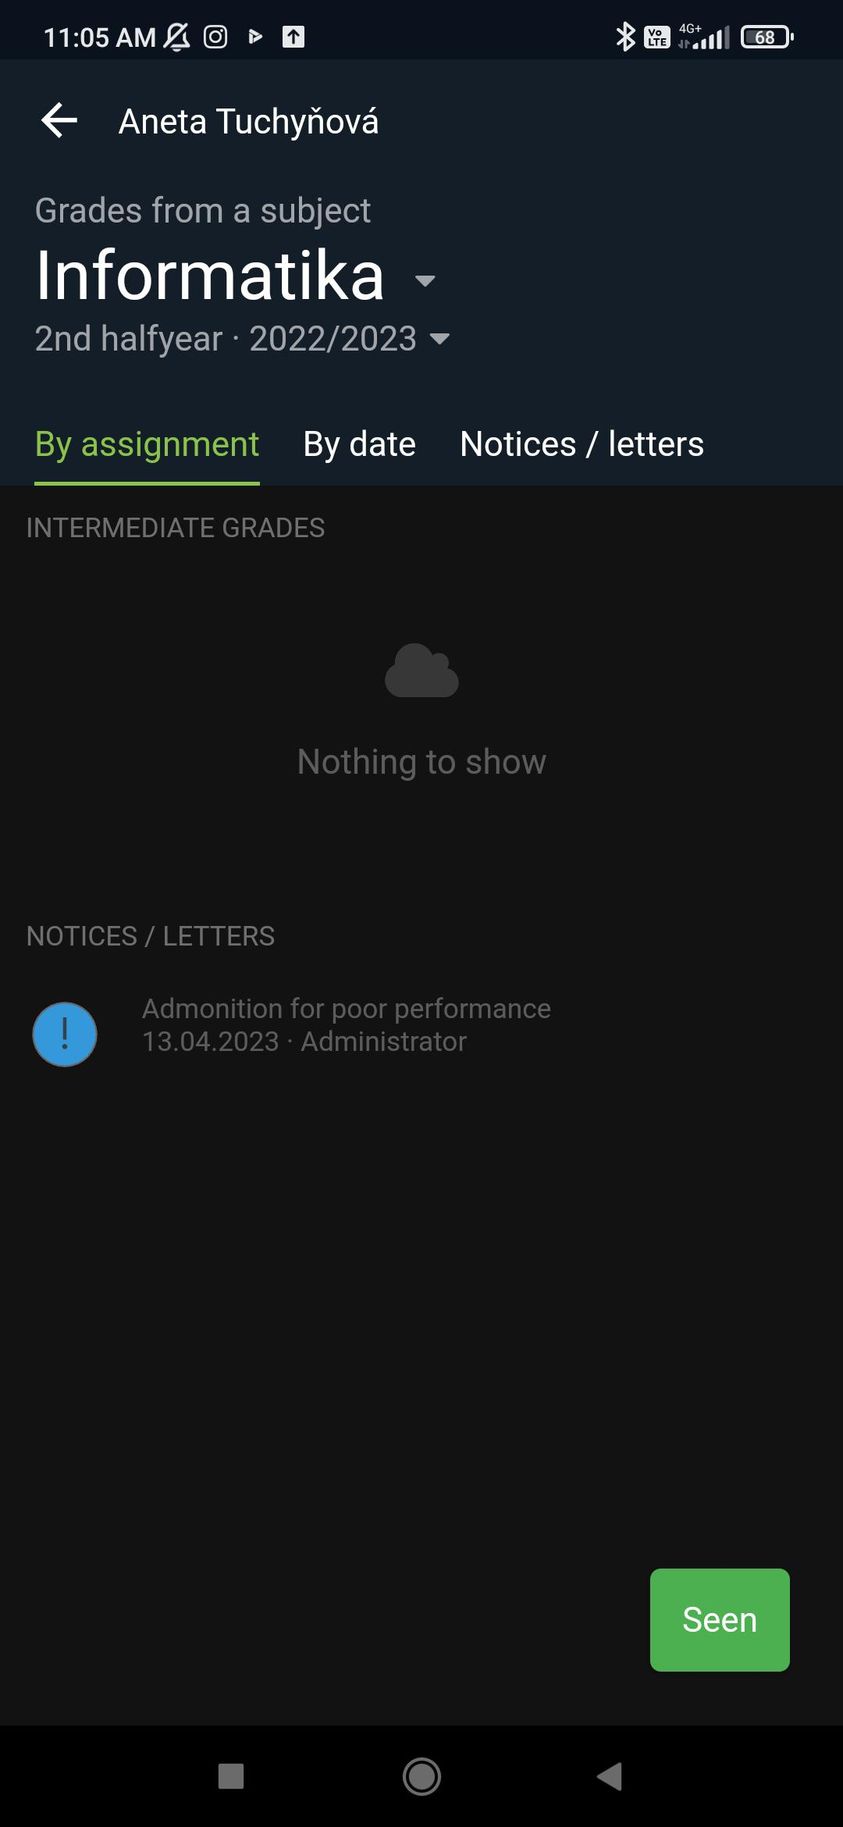 11:05 AM
Vo LTE
4G+
68
Aneta Tuchyňová
Grades from a subject
Informatika
2nd halfyear · 2022/2023
By assignment By date Notices / letters
INTERMEDIATE GRADES
Nothing to show
NOTICES / LETTERS
! Admonition for poor performance
13.04.2023 · Administrator
Seen